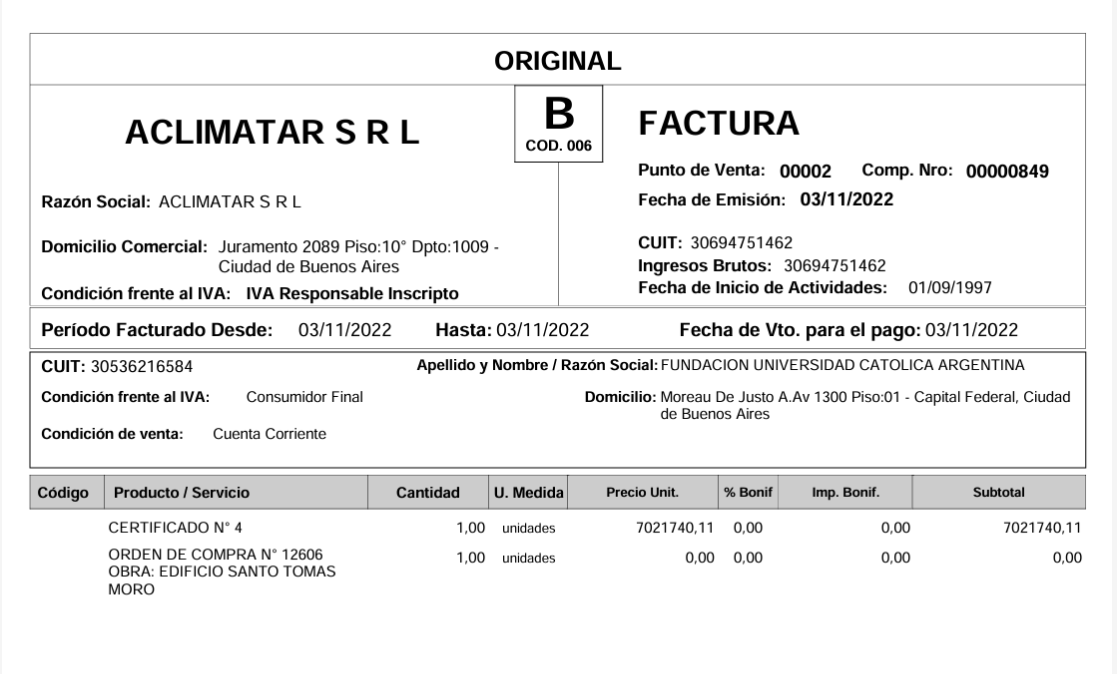 ORIGINAL
ACLIMATAR S R L
B
COD. 006
FACTURA
Punto de Venta: 00002 Comp. Nro: 00000849
Fecha de Emisión: 03/11/2022
Razón Social: ACLIMATAR S R L
Domicilio Comercial: Juramento 2089 Piso:10° Dpto:1009 -
Ciudad de Buenos Aires
Condición frente al IVA: IVA Responsable Inscripto
CUIT: 30694751462
Ingresos Brutos: 30694751462
Fecha de Inicio de Actividades: 01/09/1997
Período Facturado Desde: 03/11/2022 Hasta: 03/11/2022 Fecha de Vto. para el pago: 03/11/2022
CUIT: 30536216584 Apellido y Nombre / Razón Social: FUNDACION UNIVERSIDAD CATOLICA ARGENTINA
Condición frente al IVA: Consumidor Final Domicilio: Moreau De Justo A.Av 1300 Piso:01 - Capital Federal, Ciudad
de Buenos Aires
Condición de venta: Cuenta Corriente
Código Producto / Servicio Cantidad U. Medida Precio Unit. % Bonif Imp. Bonif. Subtotal
CERTIFICADO N° 4 1,00 unidades 7021740,11 0,00 0,00 7021740,11
ORDEN DE COMPRA N° 12606 1,00 unidades 0,00 0,00 0,00 0,00
OBRA: EDIFICIO SANTO TOMAS
MORO